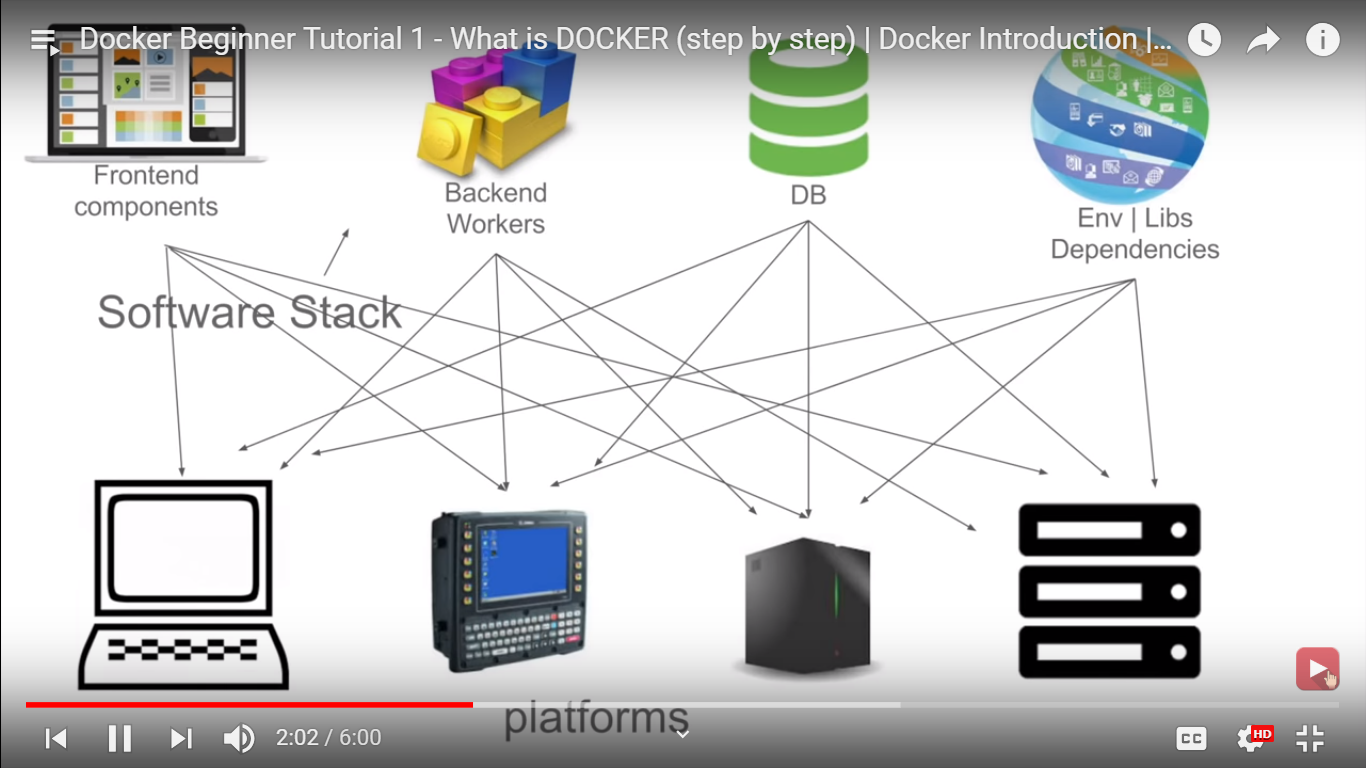 Docker Beginner Tutorial 1 - What is DOCKER (step by step) | Docker Introduction |...
Frontend
components
Backend
Workers
DB
Env | Libs
Dependencies
Software Stack
platforms
2:02 / 6:00
CC
HD